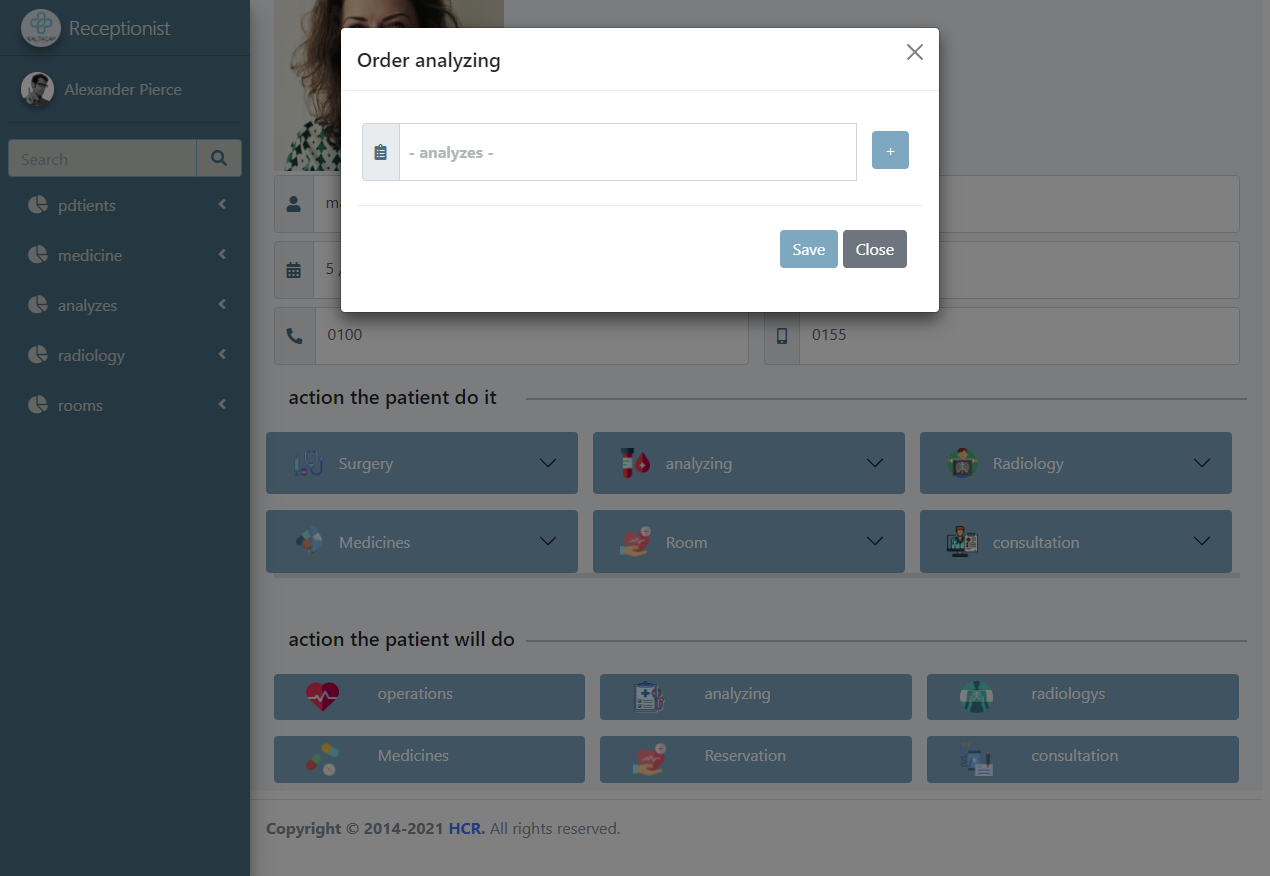 Receptionist
Alexander Pierce
Search
pdtients
medicine
analyzes
radiology
rooms
Order analyzing
- analyzes -
+
Save Close
5 /
0100 0155
action the patient do it
Surgery analyzing Radiology
Medicines Room consultation
action the patient will do
operations analyzing radiologys
Medicines Reservation consultation
Copyright © 2014-2021 HCR. All rights reserved.